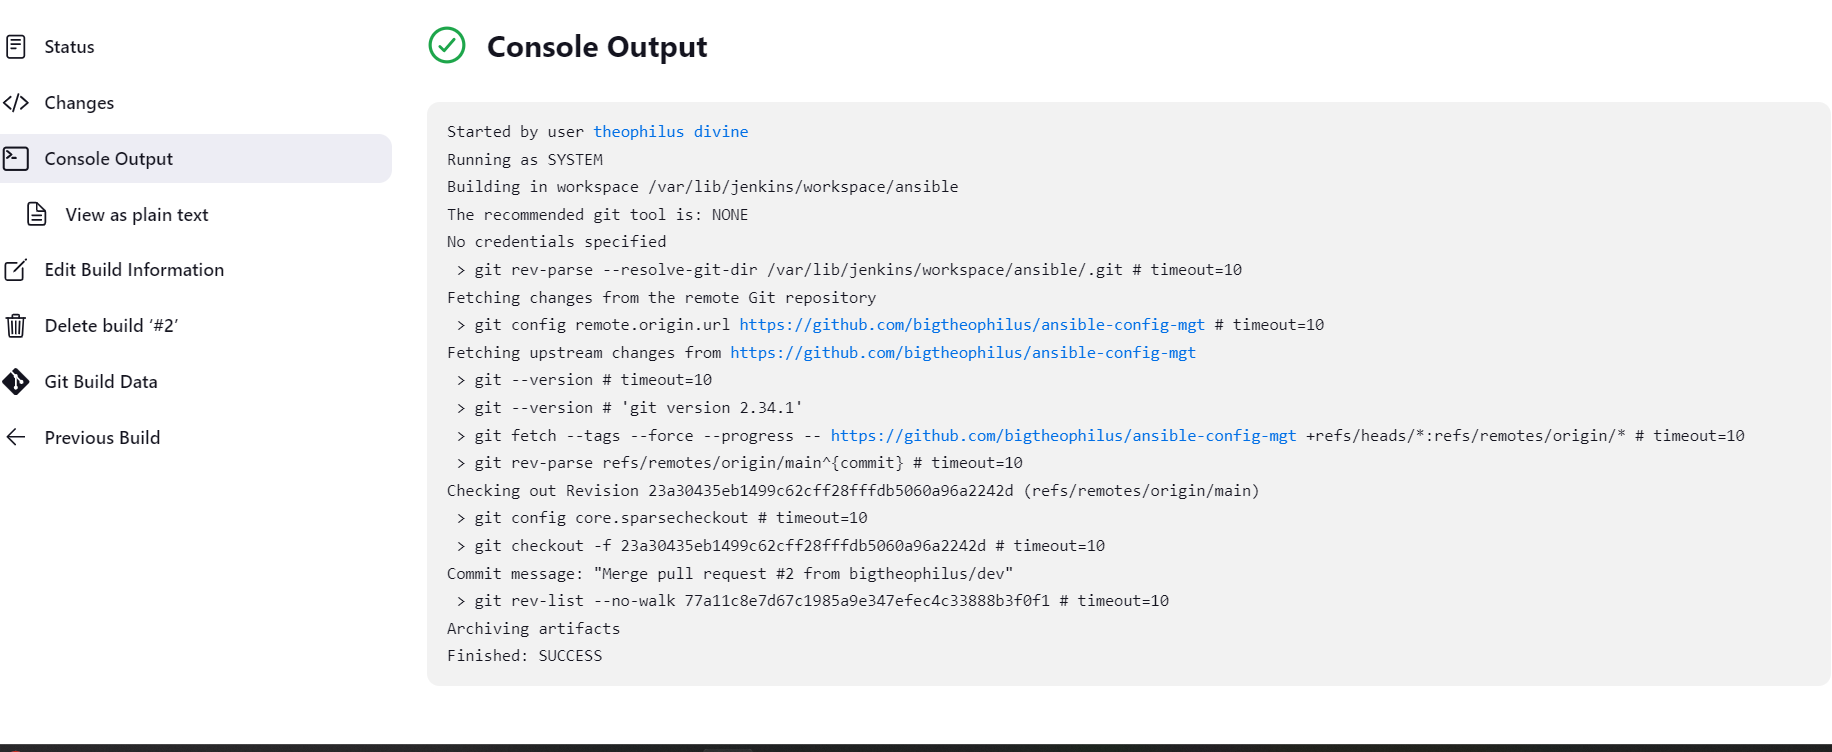 Status
Changes
Console Output
View as plain text
Edit Build Information
Delete build ‘#2’
Git Build Data
Previous Build
Console Output
Started by user theophilus divine
Running as SYSTEM
Building in workspace /var/lib/jenkins/workspace/ansible
The recommended git tool is: NONE
No credentials specified
> git rev-parse --resolve-git-dir /var/lib/jenkins/workspace/ansible/.git # timeout=10
Fetching changes from the remote Git repository
> git config remote.origin.url https://github.com/bigtheophilus/ansible-config-mgt # timeout=10
Fetching upstream changes from https://github.com/bigtheophilus/ansible-config-mgt
> git --version # timeout=10
> git --version # 'git version 2.34.1'
> git fetch --tags --force --progress -- https://github.com/bigtheophilus/ansible-config-mgt +refs/heads/*:refs/remotes/origin/* # timeout=10
> git rev-parse refs/remotes/origin/main^{commit} # timeout=10
Checking out Revision 23a30435eb1499c62cff28fffdb5060a96a2242d (refs/remotes/origin/main)
> git config core.sparsecheckout # timeout=10
> git checkout -f 23a30435eb1499c62cff28fffdb5060a96a2242d # timeout=10
Commit message: "Merge pull request #2 from bigtheophilus/dev"
> git rev-list --no-walk 77a11c8e7d67c1985a9e347efec4c33888b3f0f1 # timeout=10
Archiving artifacts
Finished: SUCCESS